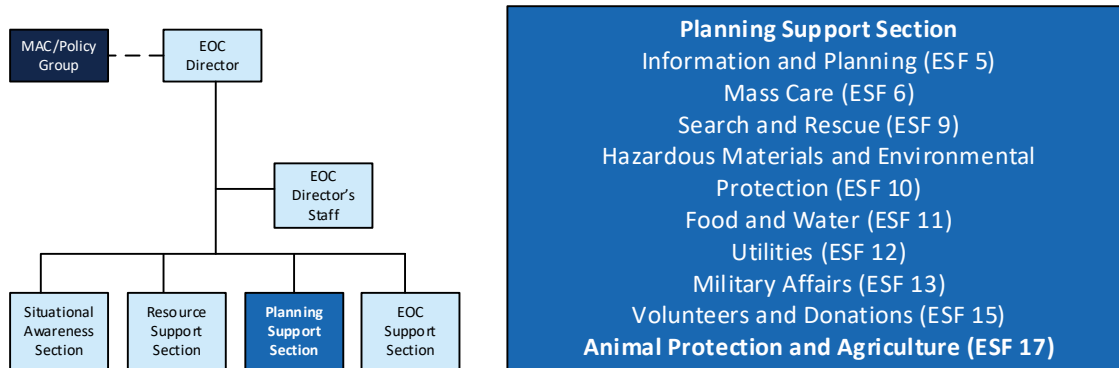 MAC/Policy
Group
EOC
Director
EOC
Director's
Staff
Situational
Awareness
Section
Resource
Support
Section
Planning
Support
Section
EOC
Support
Section
Planning Support Section
Information and Planning (ESF 5)
Mass Care (ESF 6)
Search and Rescue (ESF 9)
Hazardous Materials and Environmental
Protection (ESF 10)
Food and Water (ESF 11)
Utilities (ESF 12)
Military Affairs (ESF 13)
Volunteers and Donations (ESF 15)
Animal Protection and Agriculture (ESF 17)